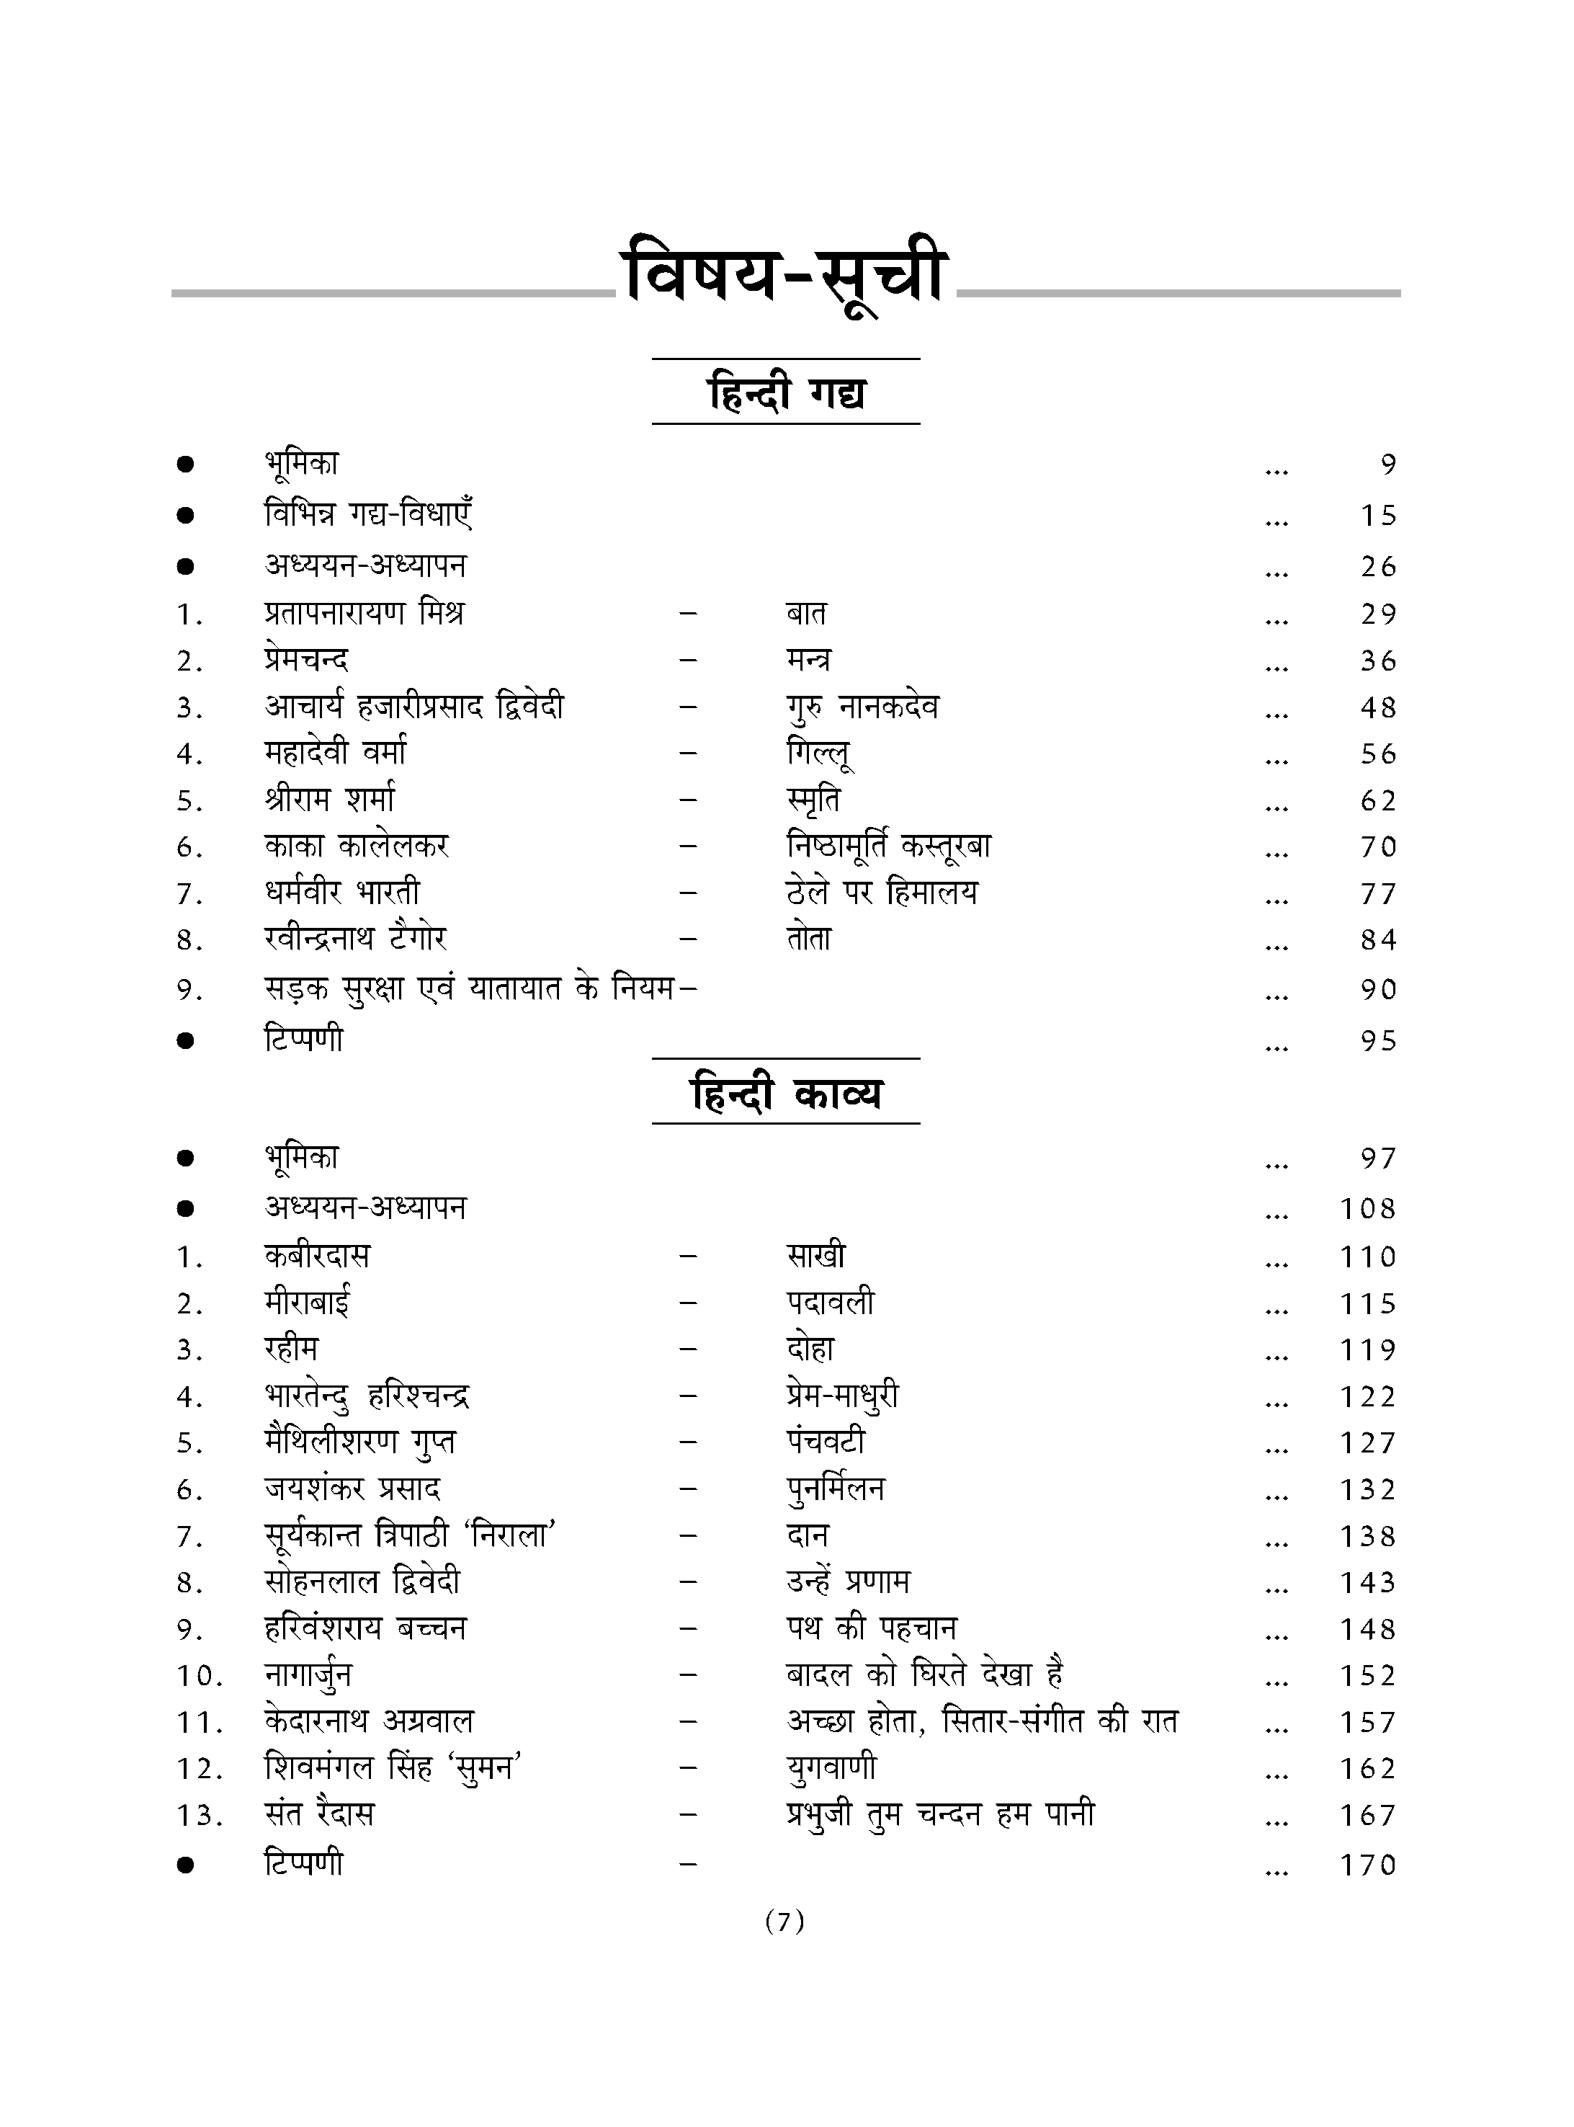 विषय-सूची
हिन्दी गद्य
● भूमिका ... 9
● विभिन्न गद्य-विधाएँ ... 15
● अध्ययन-अध्यापन ... 26
1. प्रतापनारायण मिश्र – बात ... 29
2. प्रेमचन्द – मन्त्र ... 36
3. आचार्य हजारीप्रसाद द्विवेदी – गुरु नानकदेव ... 48
4. महादेवी वर्मा – गिल्लू ... 56
5. श्रीराम शर्मा – स्मृति ... 62
6. काका कालेलकर – निष्ठामूर्ति कस्तूरबा ... 70
7. धर्मवीर भारती – ठेले पर हिमालय ... 77
8. रवीन्द्रनाथ टैगोर – तोता ... 84
9. सड़क सुरक्षा एवं यातायात के नियम– ... 90
● टिप्पणी ... 95
हिन्दी काव्य
● भूमिका ... 97
● अध्ययन-अध्यापन ... 108
1. कबीरदास – साखी ... 110
2. मीराबाई – पदावली ... 115
3. रहीम – दोहा ... 119
4. भारतेन्दु हरिश्चन्द्र – प्रेम-माधुरी ... 122
5. मैथिलीशरण गुप्त – पंचवटी ... 127
6. जयशंकर प्रसाद – पुनर्मिलन ... 132
7. सूर्यकान्त त्रिपाठी ‘निराला’ – दान ... 138
8. सोहनलाल द्विवेदी – उन्हें प्रणाम ... 143
9. हरिवंशराय बच्चन – पथ की पहचान ... 148
10. नागार्जुन – बादल को घिरते देखा है ... 152
11. केदारनाथ अग्रवाल – अच्छा होता, सितार-संगीत की रात ... 157
12. शिवमंगल सिंह ‘सुमन’ – युगवाणी ... 162
13. संत रैदास – प्रभुजी तुम चन्दन हम पानी ... 167
● टिप्पणी – ... 170
(7)